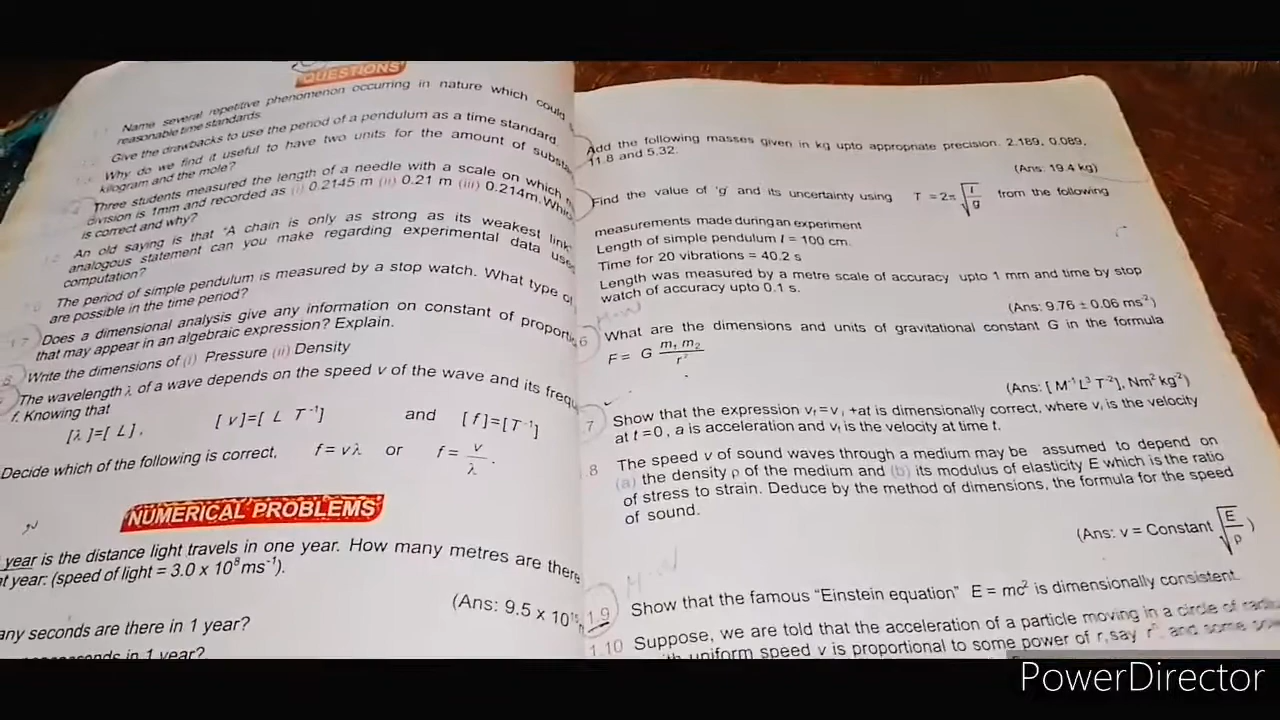 QUESTIONS
Name several repetitive phenomenon occurring in nature which could
reasonable time standards.
Give the drawbacks to use the period of a pendulum as a time standard.
Why do we find it useful to have two units for the amount of
kilogram and the mole?
Three students measured the length of a needle with a scale on which
division is 1mm and recorded as (i) 0.2145 m (ii) 0.21 m (iii) 0.214m.
is correct and why?
An old saying is that "A chain is only as strong as its weakest link
analogous statement can you make regarding experimental data
computation?
The period of simple pendulum is measured by a stop watch. What type
are possible in the time period?
1.7 Does a dimensional analysis give any information on constant of
that may appear in an algebraic expression? Explain.
Write the dimensions of (i) Pressure (ii) Density
The wavelength λ of a wave depends on the speed v of the wave and its
f. Knowing that
[λ]=[ L], [ v]=[ L T⁻¹] and [ f]=[T⁻¹]
Decide which of the following is correct, f= vλ or f= v/λ.
NUMERICAL PROBLEMS
year is the distance light travels in one year. How many metres are there
year: (speed of light = 3.0 x 10⁸ms⁻¹).
(Ans: 9.5 x 10¹⁵
seconds are there in 1 year?
in 1 year?
Add the following masses given in kg upto appropriate precision. 2.189, 0.089,
11.8 and 5.32.
(Ans: 19.4 kg)
Find the value of 'g' and its uncertainty using T = 2π √(l/g) from the following
measurements made during an experiment
Length of simple pendulum l = 100 cm.
Time for 20 vibrations = 40.2 s
Length was measured by a metre scale of accuracy upto 1 mm and time by stop
watch of accuracy upto 0.1 s.
(Ans: 9.76 ± 0.06 ms²)
H.W
6 What are the dimensions and units of gravitational constant G in the formula
F = G m₁ m₂/r²
(Ans: [ M⁻¹ L³ T⁻²], Nm² kg²)
.7 Show that the expression vf = vi +at is dimensionally correct, where vi is the velocity
at t = 0, a is acceleration and vf is the velocity at time t.
.8 The speed v of sound waves through a medium may be assumed to depend on
(a) the density ρ of the medium and (b) its modulus of elasticity E which is the ratio
of stress to strain. Deduce by the method of dimensions, the formula for the speed
of sound.
(Ans: v = Constant √(E/ρ) )
H.W
1.9 Show that the famous "Einstein equation" E = mc² is dimensionally consistent.
1.10 Suppose, we are told that the acceleration of a particle moving in a circle of
uniform speed v is proportional to some power of r, say rⁿ, and some
PowerDirector